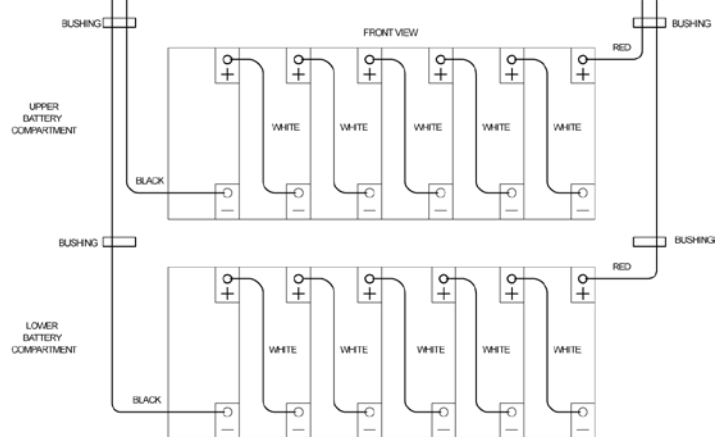 BUSHING
BUSHING
FRONT VIEW
RED
+ + + + + +
UPPER
BATTERY
COMPARTMENT
WHITE WHITE WHITE WHITE WHITE
BLACK
− − − − − −
BUSHING
BUSHING
RED
+ + + + + +
LOWER
BATTERY
COMPARTMENT
WHITE WHITE WHITE WHITE WHITE
BLACK
− − − − − −